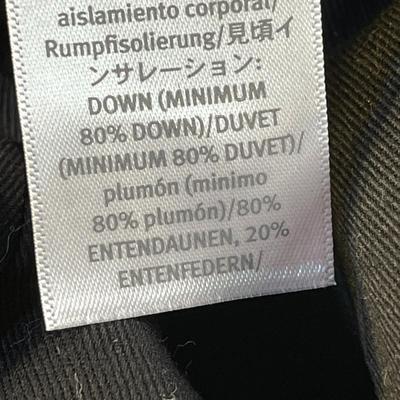 aislamiento corporal/
Rumpfisolierung/見頃イ
ンサレーション:
DOWN (MINIMUM
80% DOWN)/DUVET
(MINIMUM 80% DUVET)/
plumón (minimo
80% plumón)/80%
ENTENDAUNEN, 20%
ENTENFEDERN/